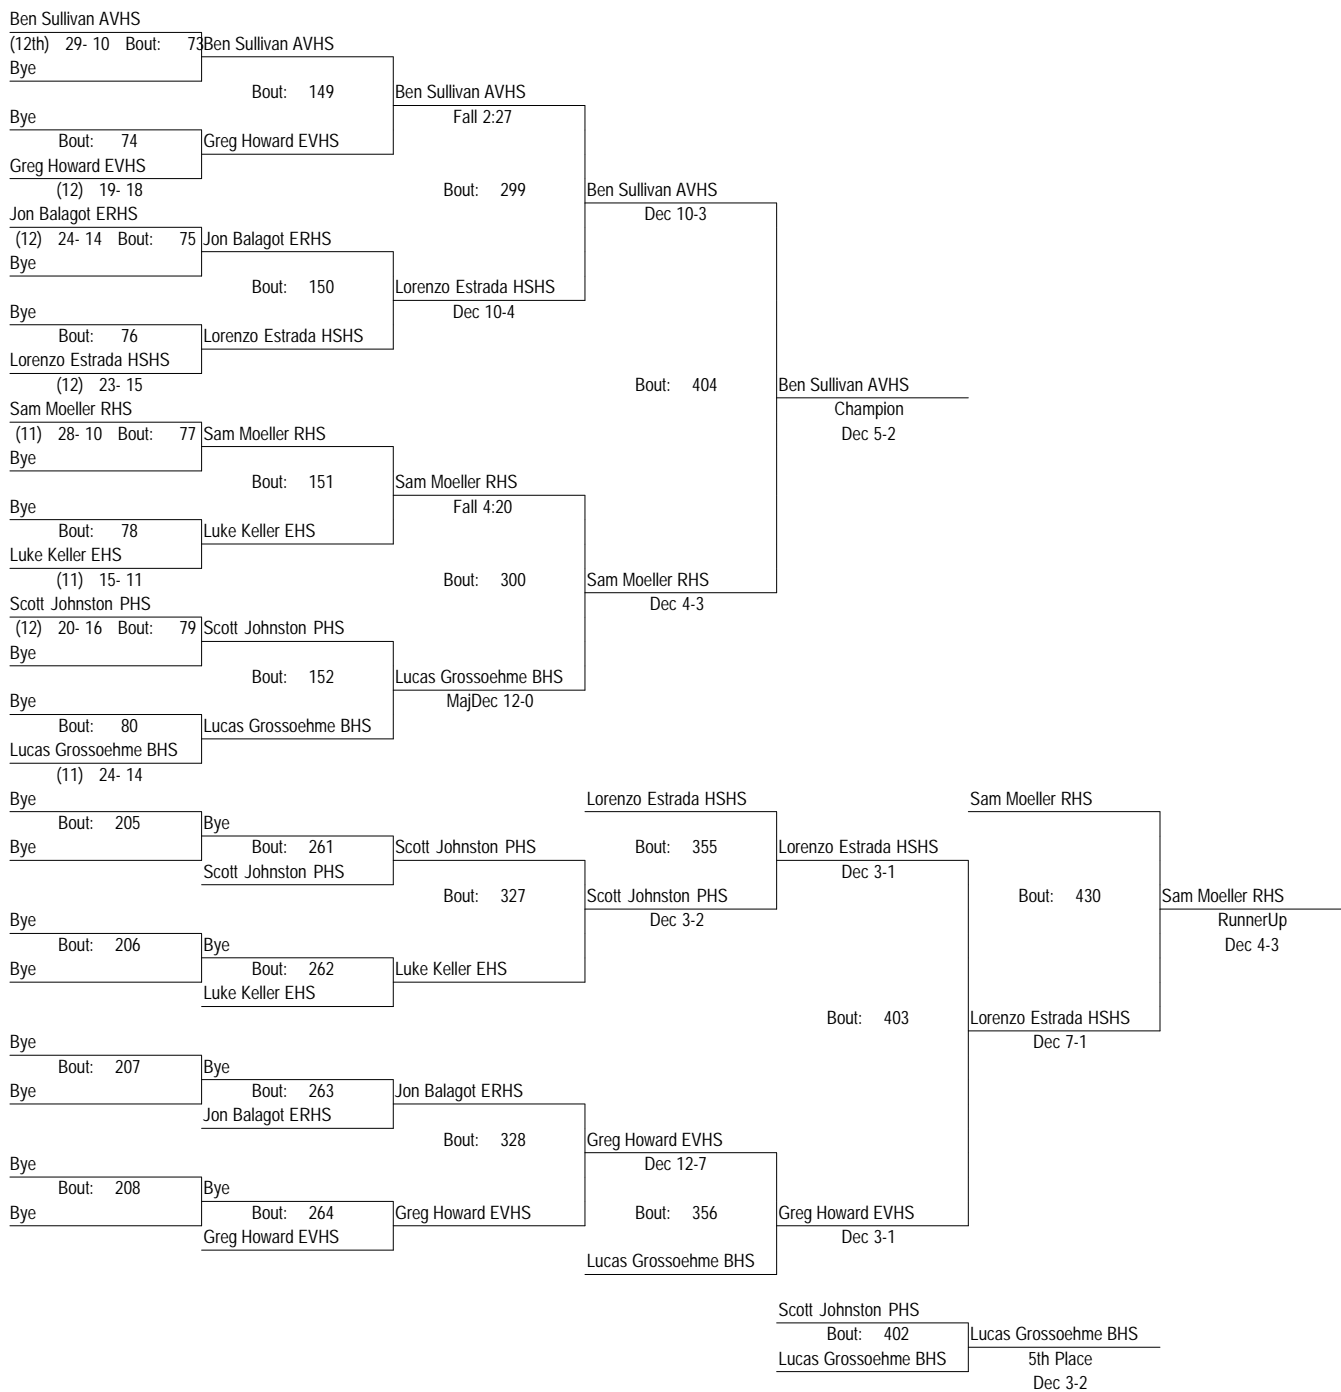 Ben Sullivan AVHS
(12th) 29- 10 Bout: 73 Ben Sullivan AVHS
Bye
Bout: 149 Ben Sullivan AVHS
Bye Fall 2:27
Bout: 74 Greg Howard EVHS
Greg Howard EVHS
(12) 19- 18 Bout: 299 Ben Sullivan AVHS
Jon Balagot ERHS Dec 10-3
(12) 24- 14 Bout: 75 Jon Balagot ERHS
Bye
Bout: 150 Lorenzo Estrada HSHS
Bye Dec 10-4
Bout: 76 Lorenzo Estrada HSHS
Lorenzo Estrada HSHS
(12) 23- 15 Bout: 404 Ben Sullivan AVHS
Sam Moeller RHS Champion
(11) 28- 10 Bout: 77 Sam Moeller RHS Dec 5-2
Bye
Bout: 151 Sam Moeller RHS
Bye Fall 4:20
Bout: 78 Luke Keller EHS
Luke Keller EHS
(11) 15- 11 Bout: 300 Sam Moeller RHS
Scott Johnston PHS Dec 4-3
(12) 20- 16 Bout: 79 Scott Johnston PHS
Bye
Bout: 152 Lucas Grossoehme BHS
Bye MajDec 12-0
Bout: 80 Lucas Grossoehme BHS
Lucas Grossoehme BHS
(11) 24- 14
Bye Lorenzo Estrada HSHS Sam Moeller RHS
Bout: 205 Bye
Bye Bout: 261 Scott Johnston PHS Bout: 355 Lorenzo Estrada HSHS
Scott Johnston PHS Dec 3-1
Bout: 327 Scott Johnston PHS Bout: 430 Sam Moeller RHS
Bye Dec 3-2 RunnerUp
Bout: 206 Bye Dec 4-3
Bye Bout: 262 Luke Keller EHS
Luke Keller EHS
Bout: 403 Lorenzo Estrada HSHS
Bye Dec 7-1
Bout: 207 Bye
Bye Bout: 263 Jon Balagot ERHS
Jon Balagot ERHS
Bout: 328 Greg Howard EVHS
Bye Dec 12-7
Bout: 208 Bye
Bye Bout: 264 Greg Howard EVHS Bout: 356 Greg Howard EVHS
Greg Howard EVHS Dec 3-1
Lucas Grossoehme BHS
Scott Johnston PHS
Bout: 402 Lucas Grossoehme BHS
Lucas Grossoehme BHS 5th Place
Dec 3-2